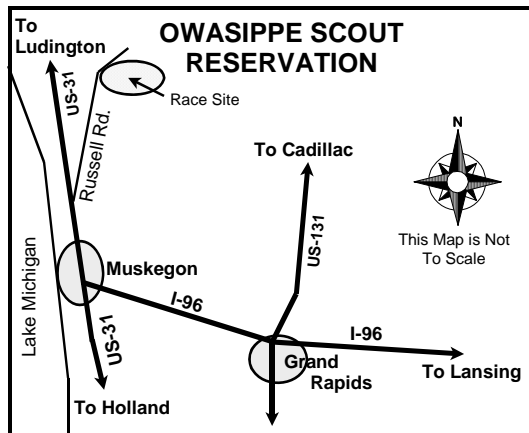 OWASIPPE SCOUT
RESERVATION
To
Ludington
US-31
Russell Rd.
Race Site
N
To Cadillac
This Map is Not
To Scale
US-131
Lake Michigan
Muskegon
I-96
US-31
I-96
Grand
Rapids
To Lansing
To Holland